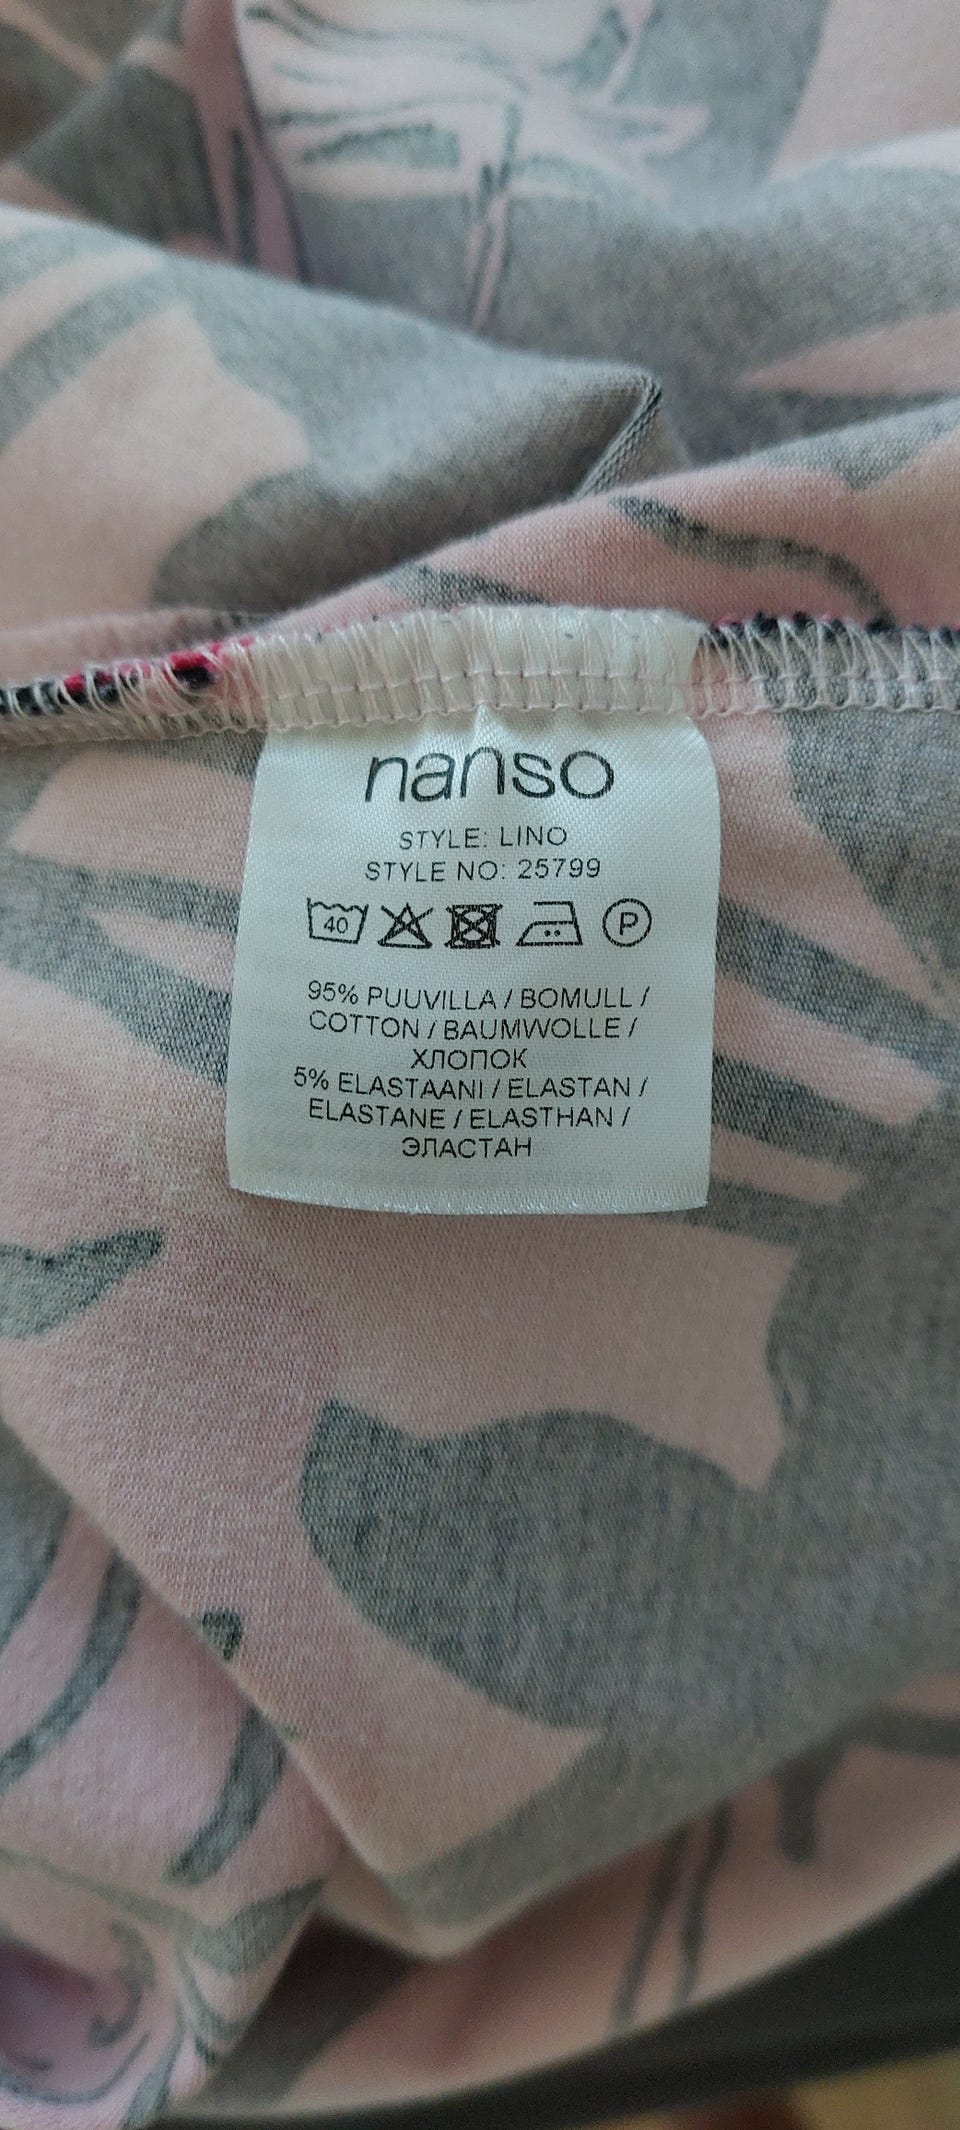 nanso
STYLE: LINO
STYLE NO: 25799
40 P
95% PUUVILLA / BOMULL /
COTTON / BAUMWOLLE /
ХЛОПОК
5% ELASTAANI / ELASTAN /
ELASTANE / ELASTHAN /
ЭЛАСТАН